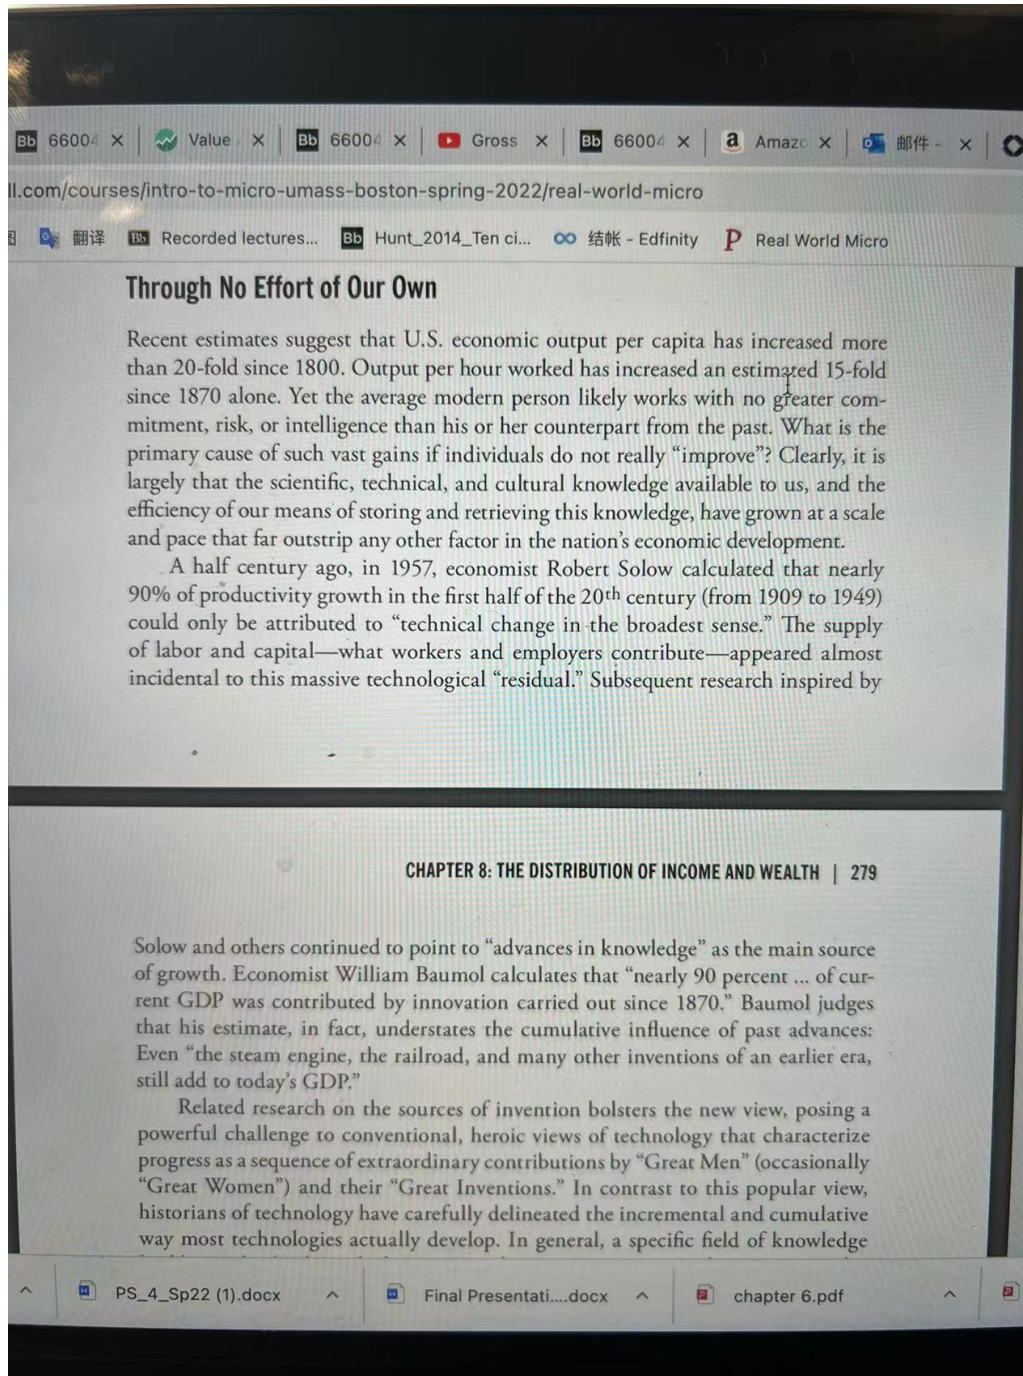 Bb 66004 × Value × Bb 66004 × Gross × Bb 66004 × a Amazo × 邮件 - ×
ll.com/courses/intro-to-micro-umass-boston-spring-2022/real-world-micro
翻译 Bb Recorded lectures... Bb Hunt_2014_Ten ci... 结帐 - Edfinity P Real World Micro
Through No Effort of Our Own
Recent estimates suggest that U.S. economic output per capita has increased more
than 20-fold since 1800. Output per hour worked has increased an estimated 15-fold
since 1870 alone. Yet the average modern person likely works with no greater com-
mitment, risk, or intelligence than his or her counterpart from the past. What is the
primary cause of such vast gains if individuals do not really “improve”? Clearly, it is
largely that the scientific, technical, and cultural knowledge available to us, and the
efficiency of our means of storing and retrieving this knowledge, have grown at a scale
and pace that far outstrip any other factor in the nation’s economic development.
A half century ago, in 1957, economist Robert Solow calculated that nearly
90% of productivity growth in the first half of the 20th century (from 1909 to 1949)
could only be attributed to “technical change in the broadest sense.” The supply
of labor and capital—what workers and employers contribute—appeared almost
incidental to this massive technological “residual.” Subsequent research inspired by
CHAPTER 8: THE DISTRIBUTION OF INCOME AND WEALTH | 279
Solow and others continued to point to “advances in knowledge” as the main source
of growth. Economist William Baumol calculates that “nearly 90 percent ... of cur-
rent GDP was contributed by innovation carried out since 1870.” Baumol judges
that his estimate, in fact, understates the cumulative influence of past advances:
Even “the steam engine, the railroad, and many other inventions of an earlier era,
still add to today’s GDP.”
Related research on the sources of invention bolsters the new view, posing a
powerful challenge to conventional, heroic views of technology that characterize
progress as a sequence of extraordinary contributions by “Great Men” (occasionally
“Great Women”) and their “Great Inventions.” In contrast to this popular view,
historians of technology have carefully delineated the incremental and cumulative
way most technologies actually develop. In general, a specific field of knowledge
PS_4_Sp22 (1).docx Final Presentati....docx chapter 6.pdf